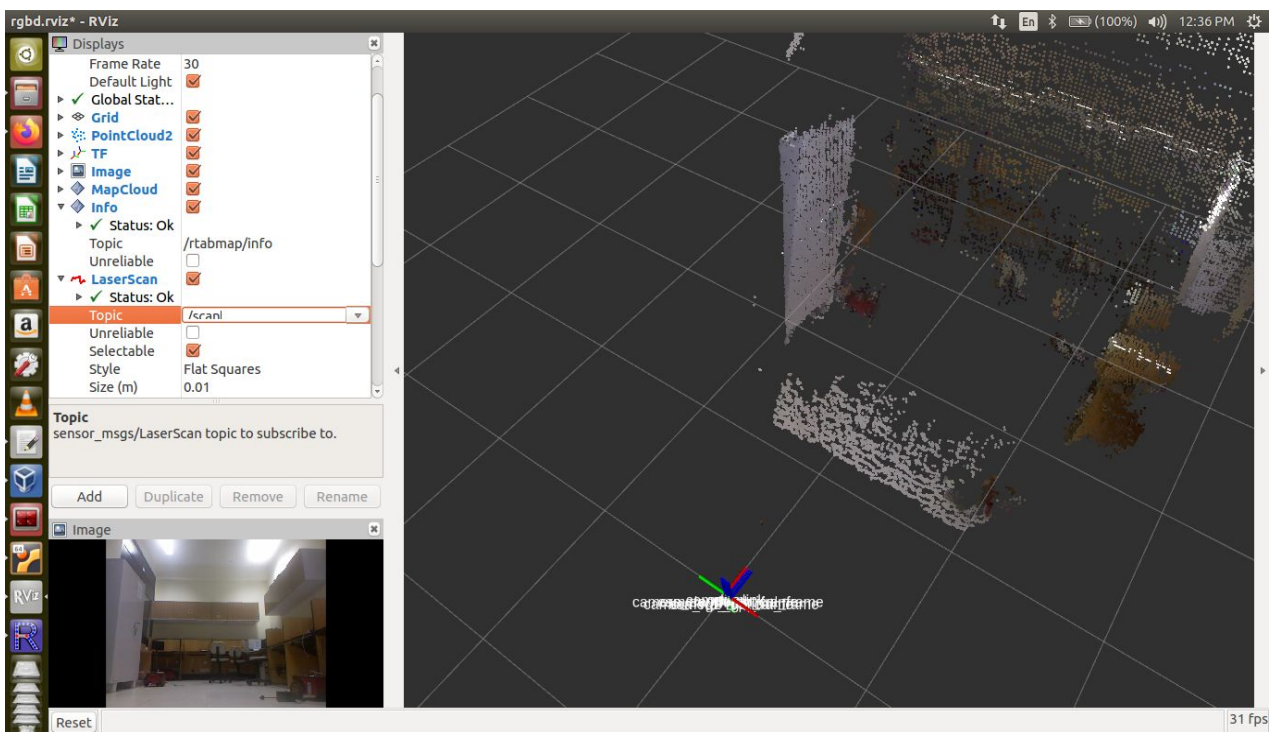 rgbd.rviz* - RViz
En (100%) 12:36 PM
Displays
Frame Rate 30
Default Light
Global Stat...
Grid
PointCloud2
TF
Image
MapCloud
Info
Status: Ok
Topic /rtabmap/info
Unreliable
LaserScan
Status: Ok
Topic /scan
Unreliable
Selectable
Style Flat Squares
Size (m) 0.01
Topic
sensor_msgs/LaserScan topic to subscribe to.
Add Duplicate Remove Rename
Image
64
RViz
Reset
31 fps